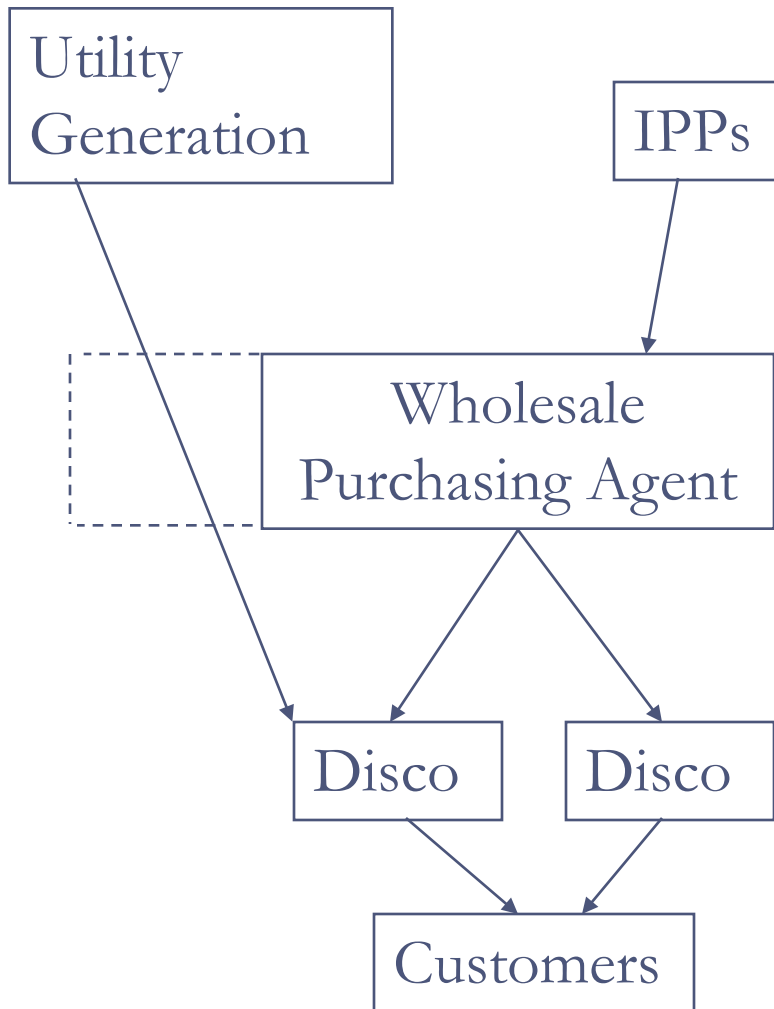 Utility
Generation
IPPs
Wholesale
Purchasing Agent
Disco
Disco
Customers